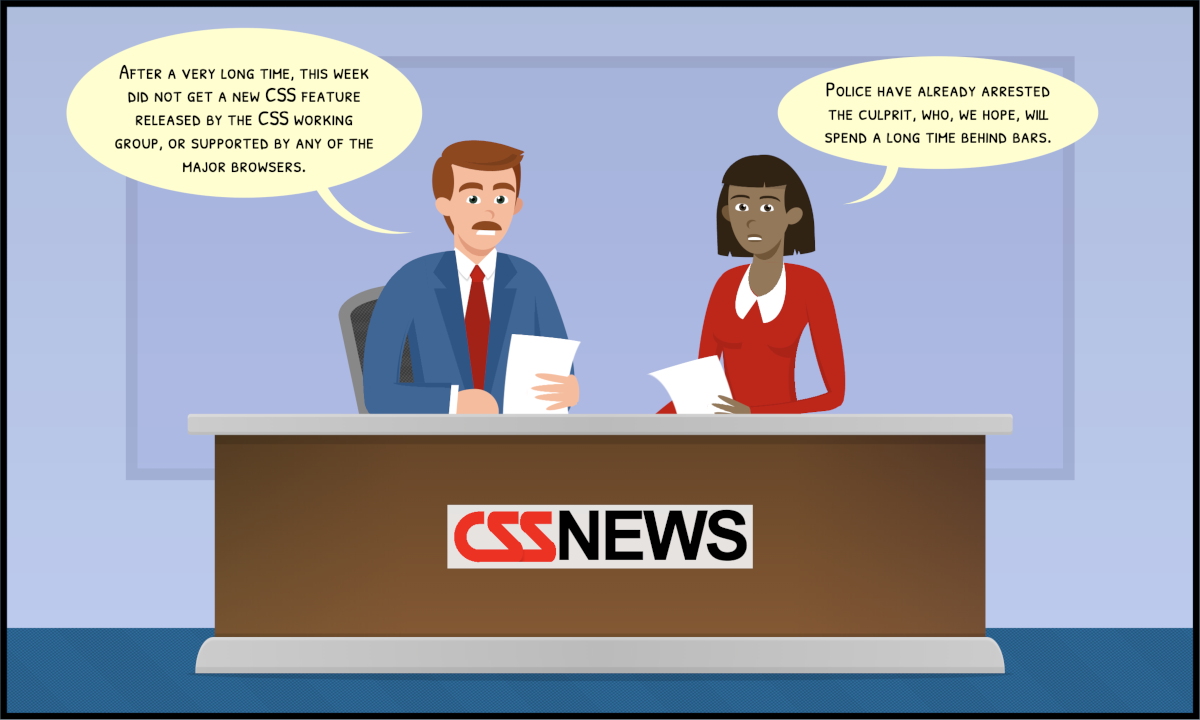 After a very long time, this week
did not get a new CSS feature
released by the CSS working
group, or supported by any of the
major browsers.
Police have already arrested
the culprit, who, we hope, will
spend a long time behind bars.
CSSNEWS